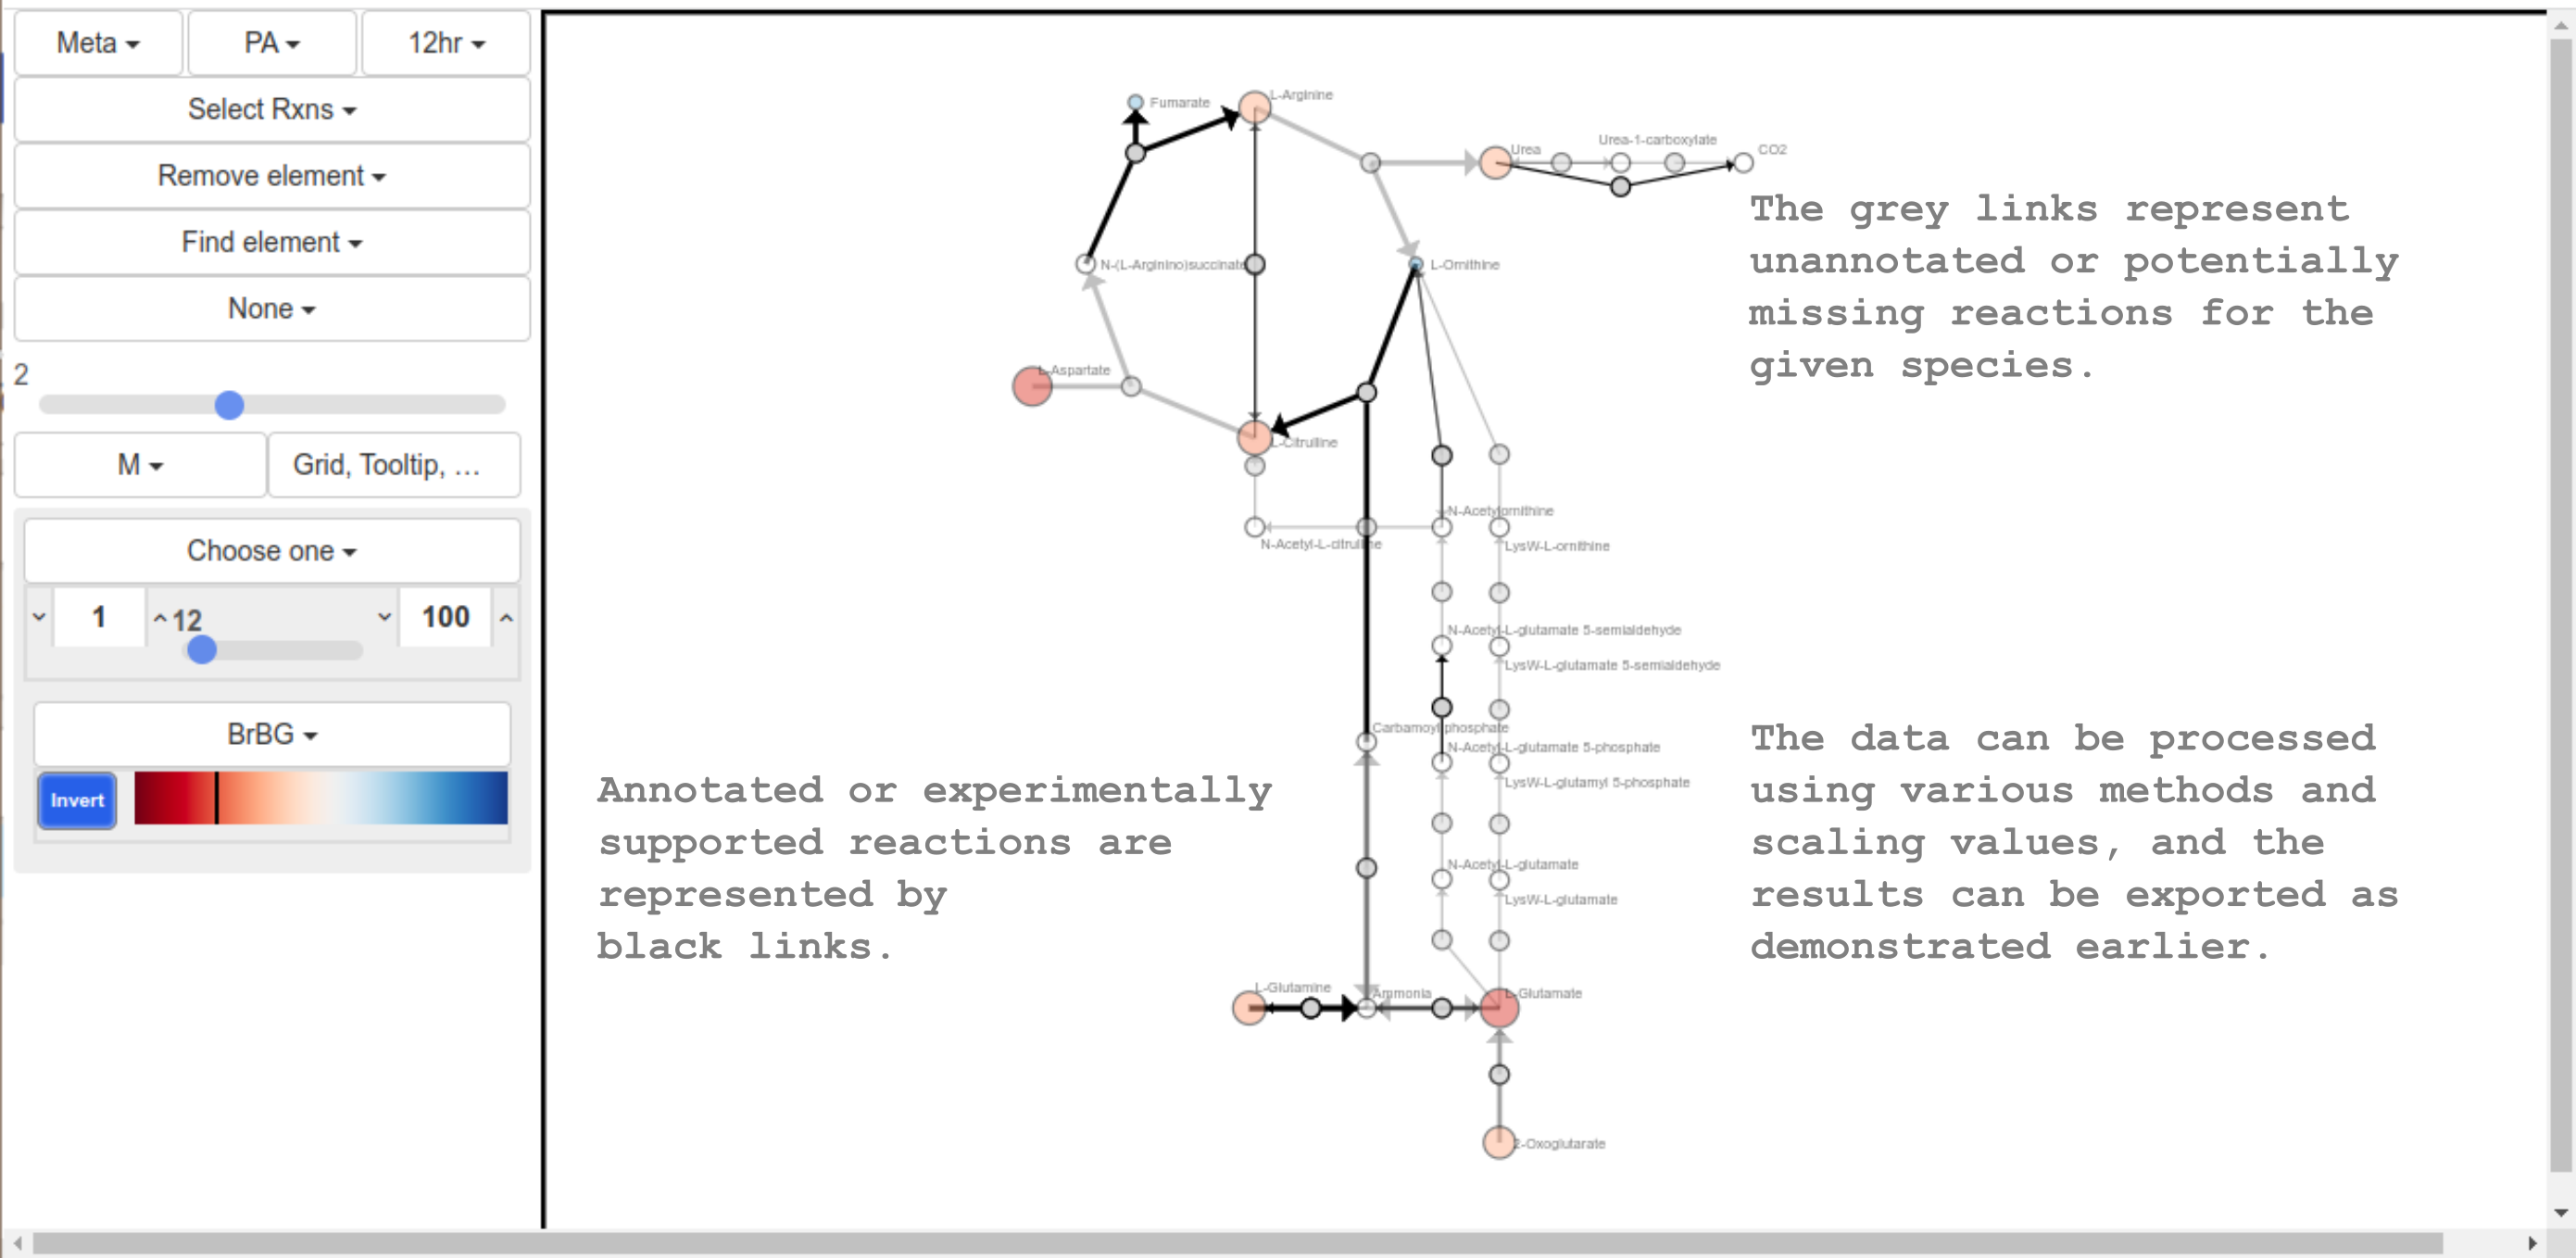 Meta
PA
12hr
Select Rxns
Remove element
Find element
None
2
M
Grid, Tooltip, ...
Choose one
1
12
100
BrBG
Invert
Fumarate
L-Arginine
Urea
Urea-1-carboxylate
CO2
N-(L-Arginino)succinate
L-Ornithine
L-Aspartate
L-Citrulline
N-Acetylornithine
N-Acetyl-L-citrulline
LysW-L-ornithine
N-Acetyl-L-glutamate 5-semialdehyde
LysW-L-glutamate 5-semialdehyde
Carbamoyl phosphate
N-Acetyl-L-glutamate 5-phosphate
LysW-L-glutamyl 5-phosphate
N-Acetyl-L-glutamate
LysW-L-glutamate
L-Glutamine
Ammonia
L-Glutamate
2-Oxoglutarate
The grey links represent
unannotated or potentially
missing reactions for the
given species.
Annotated or experimentally
supported reactions are
represented by
black links.
The data can be processed
using various methods and
scaling values, and the
results can be exported as
demonstrated earlier.